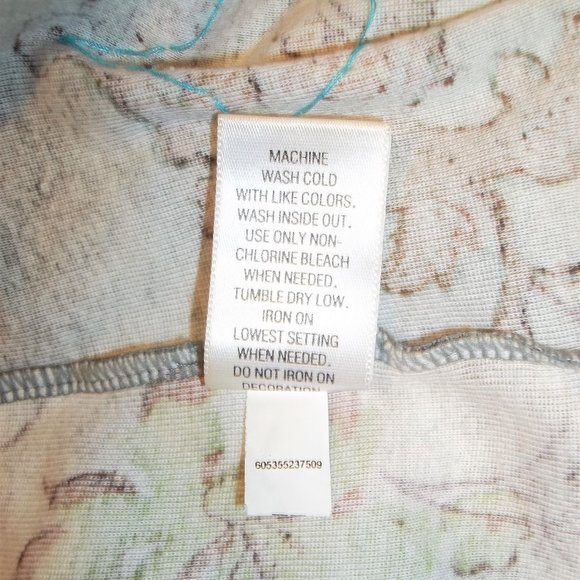 MACHINE
WASH COLD
WITH LIKE COLORS.
WASH INSIDE OUT.
USE ONLY NON-
CHLORINE BLEACH
WHEN NEEDED.
TUMBLE DRY LOW.
IRON ON
LOWEST SETTING
WHEN NEEDED.
DO NOT IRON ON
DECORATION
605355237509